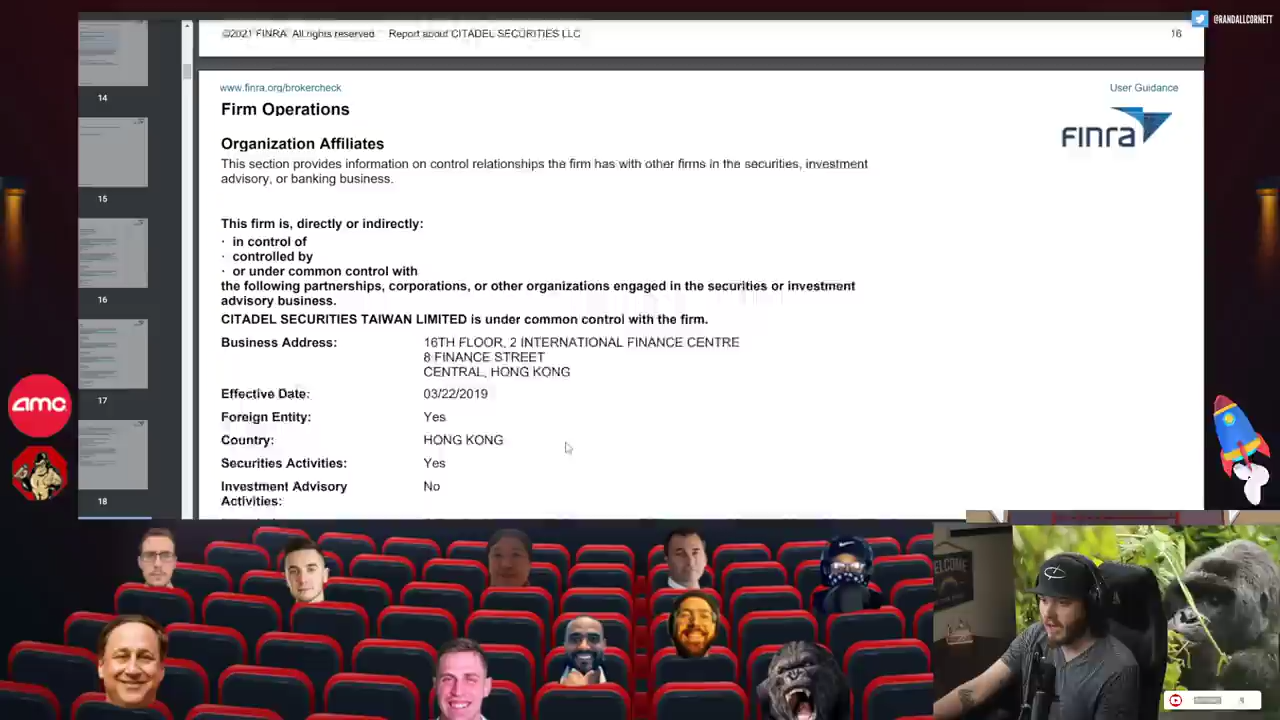 @RANDALLCORNETT
©2021 FINRA. All rights reserved. Report about CITADEL SECURITIES LLC
16
www.finra.org/brokercheck
User Guidance
Firm Operations
finra
Organization Affiliates
This section provides information on control relationships the firm has with other firms in the securities, investment
advisory, or banking business.
This firm is, directly or indirectly:
· in control of
· controlled by
· or under common control with
the following partnerships, corporations, or other organizations engaged in the securities or investment
advisory business.
CITADEL SECURITIES TAIWAN LIMITED is under common control with the firm.
Business Address:
16TH FLOOR, 2 INTERNATIONAL FINANCE CENTRE
8 FINANCE STREET
CENTRAL, HONG KONG
Effective Date:
03/22/2019
Foreign Entity:
Yes
Country:
HONG KONG
Securities Activities:
Yes
Investment Advisory
Activities:
No
14
15
16
17
18
amc
WELCOME